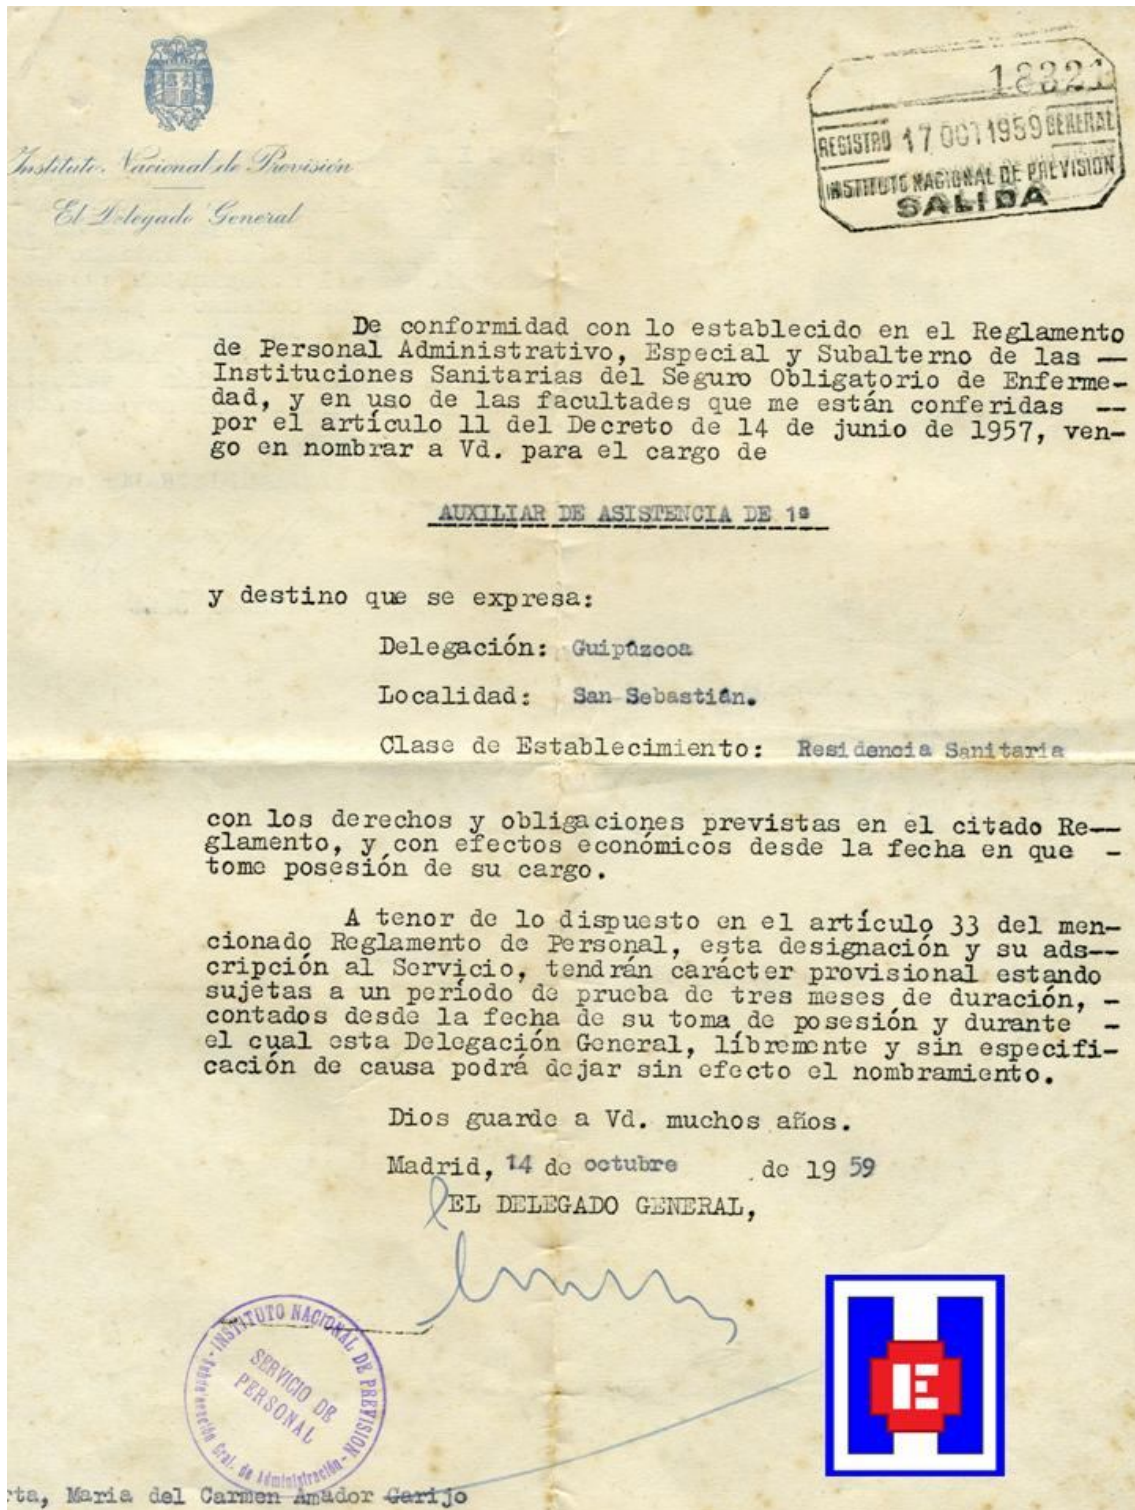 Instituto Nacional de Previsión
El Delegado General
18321
REGISTRO 17 OCT 1959 GENERAL
INSTITUTO NACIONAL DE PREVISION
SALIDA
De conformidad con lo establecido en el Reglamento
de Personal Administrativo, Especial y Subalterno de las —
Instituciones Sanitarias del Seguro Obligatorio de Enferme-
dad, y en uso de las facultades que me están conferidas --
por el artículo 11 del Decreto de 14 de junio de 1957, ven-
go en nombrar a Vd. para el cargo de
AUXILIAR DE ASISTENCIA DE 1ª
y destino que se expresa:
Delegación: Guipúzcoa
Localidad: San Sebastián.
Clase de Establecimiento: Residencia Sanitaria
con los derechos y obligaciones previstas en el citado Re--
glamento, y con efectos económicos desde la fecha en que -
tome posesión de su cargo.
A tenor de lo dispuesto en el artículo 33 del men-
cionado Reglamento de Personal, esta designación y su ads--
cripción al Servicio, tendrán carácter provisional estando
sujetas a un período de prueba de tres meses de duración, -
contados desde la fecha de su toma de posesión y durante -
el cual esta Delegación General, líbremente y sin especifi-
cación de causa podrá dejar sin efecto el nombramiento.
Dios guarde a Vd. muchos años.
Madrid, 14 de octubre de 19 59
EL DELEGADO GENERAL,
INSTITUTO NACIONAL DE PREVISION
SERVICIO DE
PERSONAL
Gral. de Administración
H
E
rta, Maria del Carmen Amador Garijo